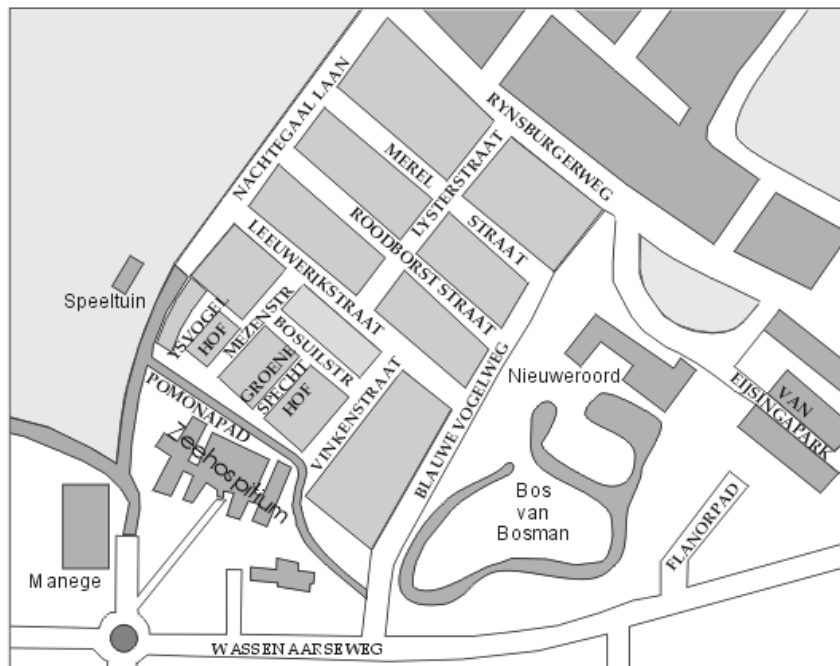 NACHTEGAAL LAAN
RYNSBURGERWEG
MEREL
STRAAT
LYSTERSTRAAT
ROODBORST STRAAT
LEEUWERIKSTRAAT
Speeltuin
YSVOGEL
HOF
MEZENSTR
BOSUILSTR
GROENE
SPECHT
HOF
VINKENSTRAAT
BLAUWE VOGELWEG
Nieuweroord
VAN
EIJSINGAPARK
POMONAPAD
Zeehospitium
Bos
van
Bosman
FLANORPAD
Manege
WASSENAARSEWEG